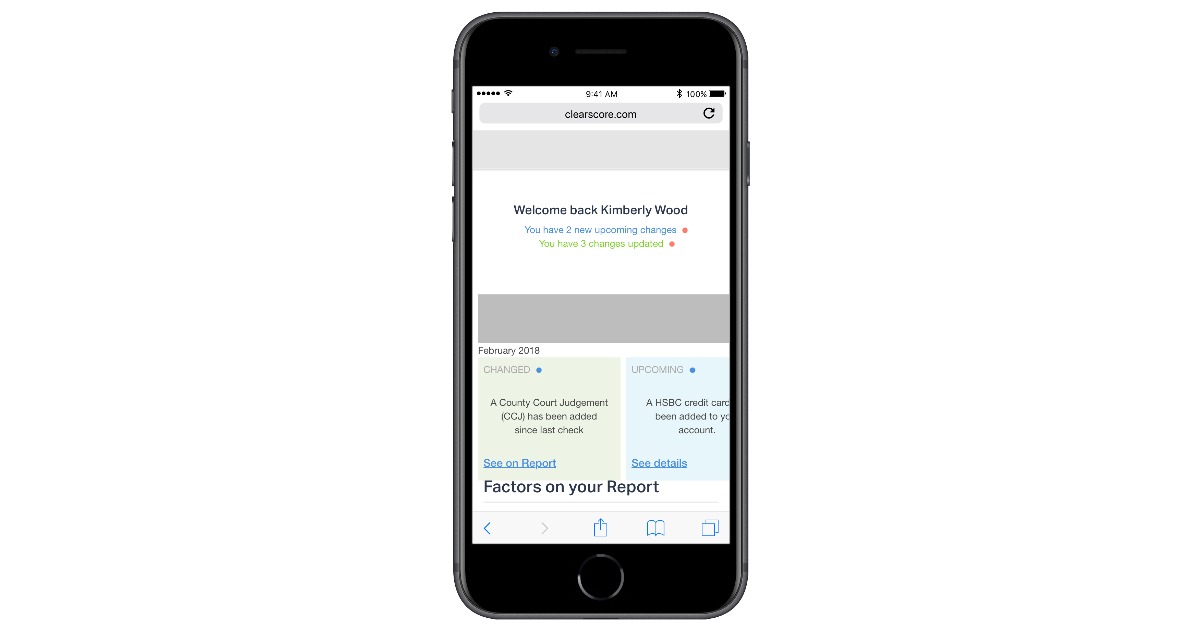 9:41 AM
100%
clearscore.com
Welcome back Kimberly Wood
You have 2 new upcoming changes
You have 3 changes updated
February 2018
CHANGED
A County Court Judgement
(CCJ) has been added
since last check
See on Report
UPCOMING
A HSBC credit card
been added to yo
account.
See details
Factors on your Report